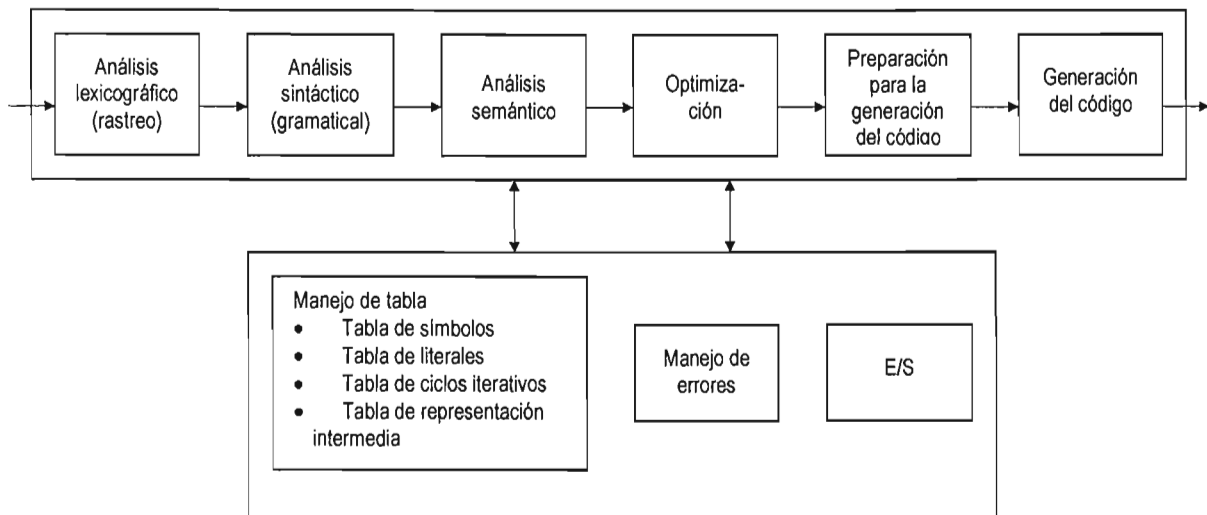 Análisis
lexicográfico
(rastreo)
Análisis
sintáctico
(gramatical)
Análisis
semántico
Optimiza-
ción
Preparación
para la
generación
del código
Generación
del código
Manejo de tabla
• Tabla de símbolos
• Tabla de literales
• Tabla de ciclos iterativos
• Tabla de representación
intermedia
Manejo de
errores
E/S